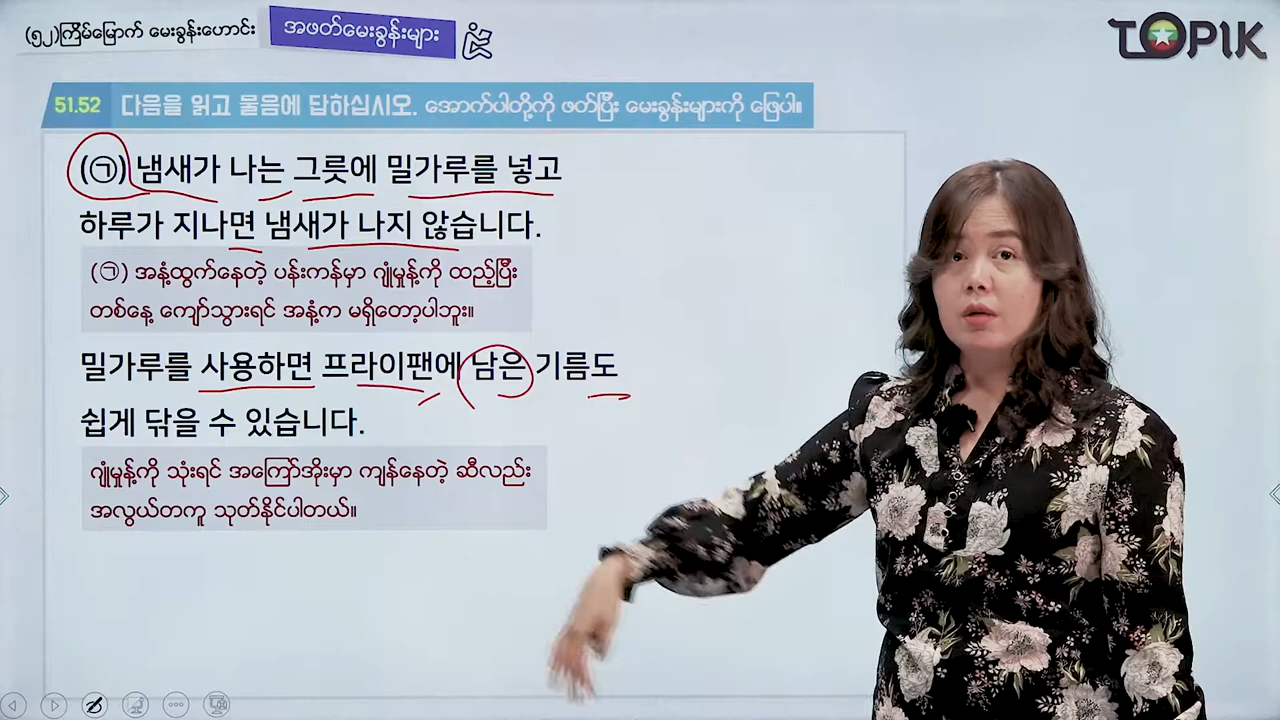 (၅၂)ကြိမ်မြောက် မေးခွန်းဟောင်း
အဖတ်မေးခွန်းများ
TOPIK
51.52 다음을 읽고 물음에 답하십시오. အောက်ပါတို့ကို ဖတ်ပြီး မေးခွန်းများကို ဖြေပါ။
(㉠) 냄새가 나는 그릇에 밀가루를 넣고
하루가 지나면 냄새가 나지 않습니다.
(㉠) အနံ့ထွက်နေတဲ့ ပန်းကန်မှာ ဂျုံမှုန့်ကို ထည့်ပြီး
တစ်နေ့ ကျော်သွားရင် အနံ့က မရှိတော့ပါဘူး။
밀가루를 사용하면 프라이팬에 남은 기름도
쉽게 닦을 수 있습니다.
ဂျုံမှုန့်ကို သုံးရင် အကြော်အိုးမှာ ကျန်နေတဲ့ ဆီလည်း
အလွယ်တကူ သုတ်နိုင်ပါတယ်။